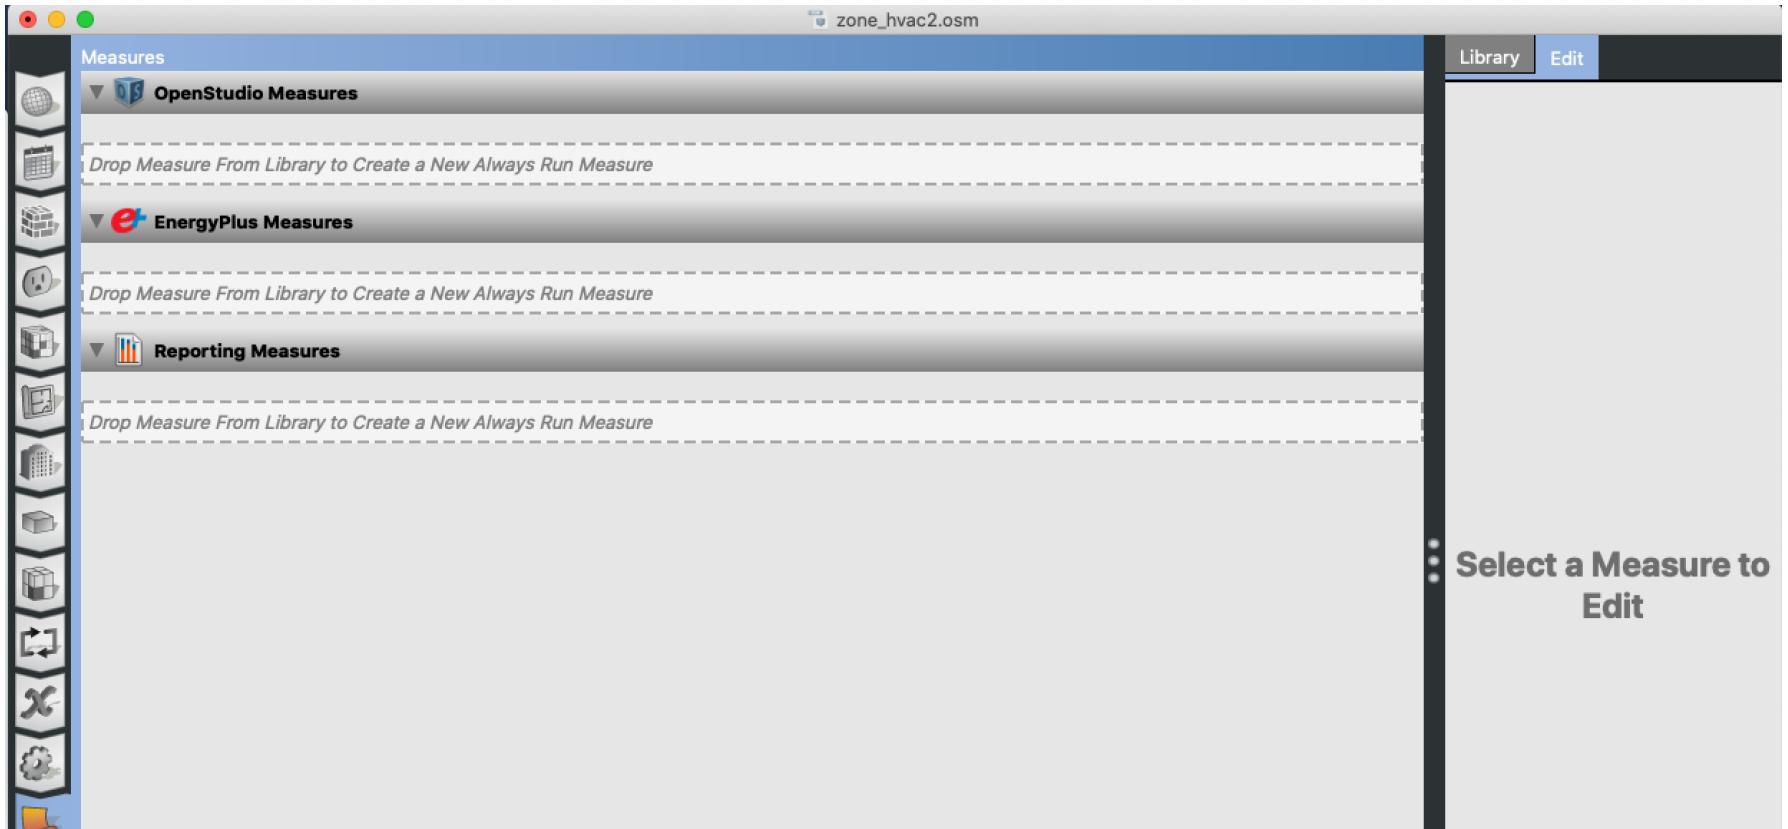 zone_hvac2.osm
Measures
Library
Edit
OpenStudio Measures
Drop Measure From Library to Create a New Always Run Measure
EnergyPlus Measures
Drop Measure From Library to Create a New Always Run Measure
Reporting Measures
Drop Measure From Library to Create a New Always Run Measure
Select a Measure to
Edit